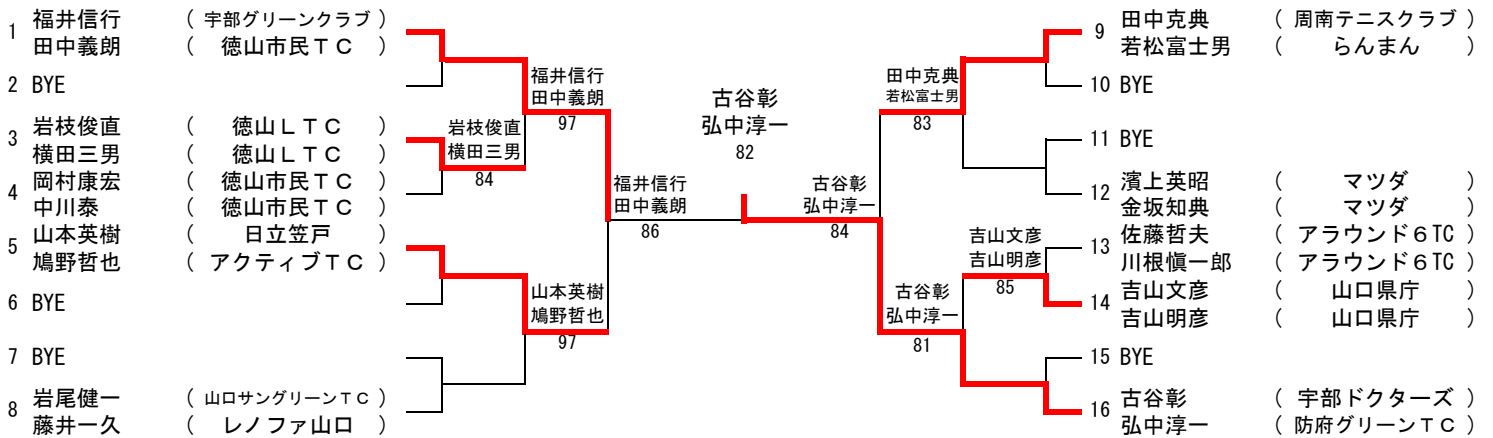 1 福井信行 ( 宇部グリーンクラブ )
田中義朗 ( 徳山市民TC )
2 BYE
3 岩枝俊直 ( 徳山LTC )
横田三男 ( 徳山LTC )
4 岡村康宏 ( 徳山市民TC )
中川泰 ( 徳山市民TC )
5 山本英樹 ( 日立笠戸 )
鳩野哲也 ( アクティブTC )
6 BYE
7 BYE
8 岩尾健一 ( 山口サングリーンTC )
藤井一久 ( レノファ山口 )
岩枝俊直
横田三男
84
福井信行
田中義朗
97
山本英樹
鳩野哲也
97
福井信行
田中義朗
86
古谷彰
弘中淳一
82
古谷彰
弘中淳一
84
田中克典
若松富士男
83
古谷彰
弘中淳一
81
吉山文彦
吉山明彦
85
9 田中克典 ( 周南テニスクラブ )
若松富士男 ( らんまん )
10 BYE
11 BYE
12 濱上英昭 ( マツダ )
金坂知典 ( マツダ )
13 佐藤哲夫 ( アラウンド6TC )
川根愼一郎 ( アラウンド6TC )
14 吉山文彦 ( 山口県庁 )
吉山明彦 ( 山口県庁 )
15 BYE
16 古谷彰 ( 宇部ドクターズ )
弘中淳一 ( 防府グリーンTC )